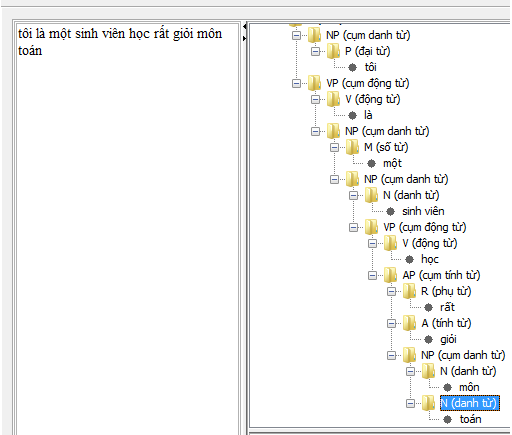 tôi là một sinh viên học rất giỏi môn
toán
NP (cụm danh từ)
P (đại từ)
tôi
VP (cụm động từ)
V (động từ)
là
NP (cụm danh từ)
M (số từ)
một
NP (cụm danh từ)
N (danh từ)
sinh viên
VP (cụm động từ)
V (động từ)
học
AP (cụm tính từ)
R (phụ từ)
rất
A (tính từ)
giỏi
NP (cụm danh từ)
N (danh từ)
môn
N (danh từ)
toán